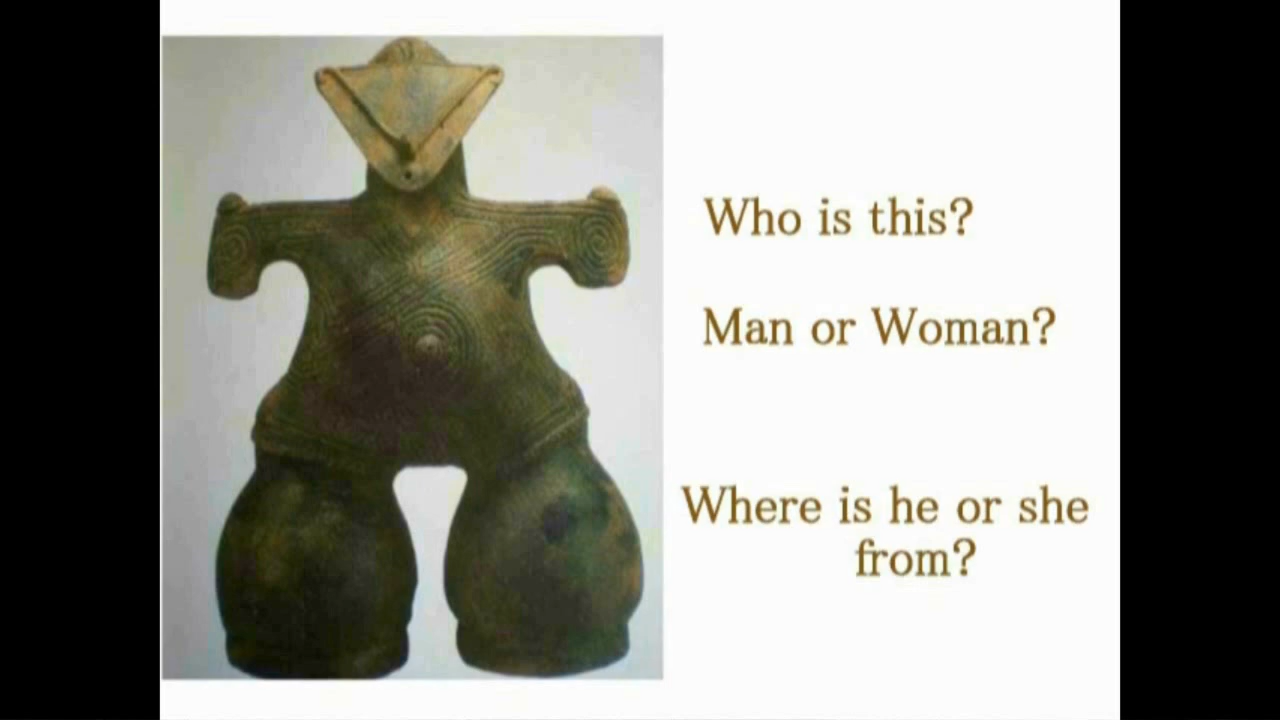 Who is this?
Man or Woman?
Where is he or she
from?